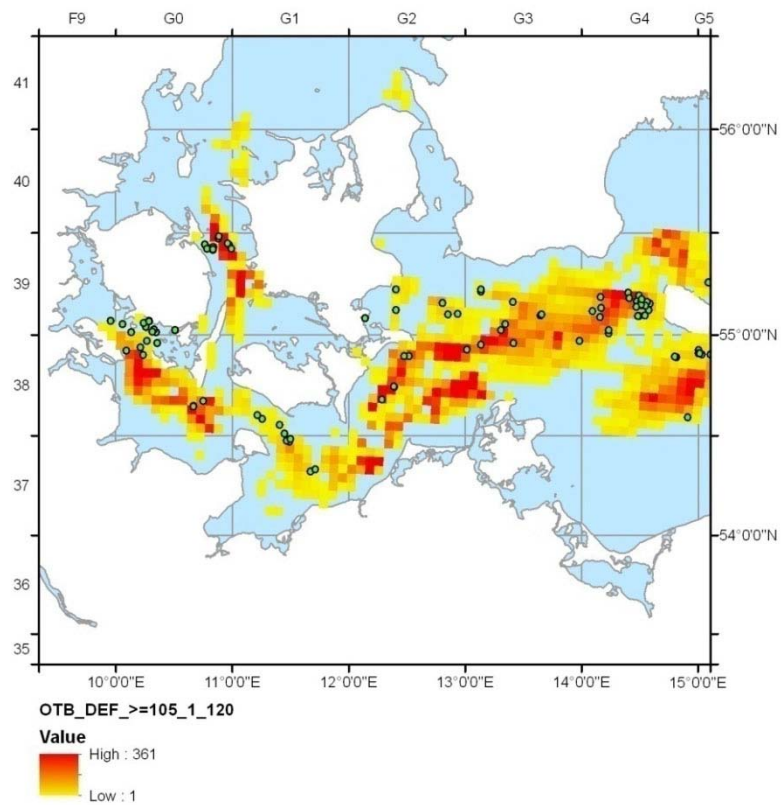 F9 G0 G1 G2 G3 G4 G5
41
40
39
38
37
36
35
56°0'0"N
55°0'0"N
54°0'0"N
10°0'0"E 11°0'0"E 12°0'0"E 13°0'0"E 14°0'0"E 15°0'0"E
OTB_DEF_>=105_1_120
Value
High : 361
Low : 1